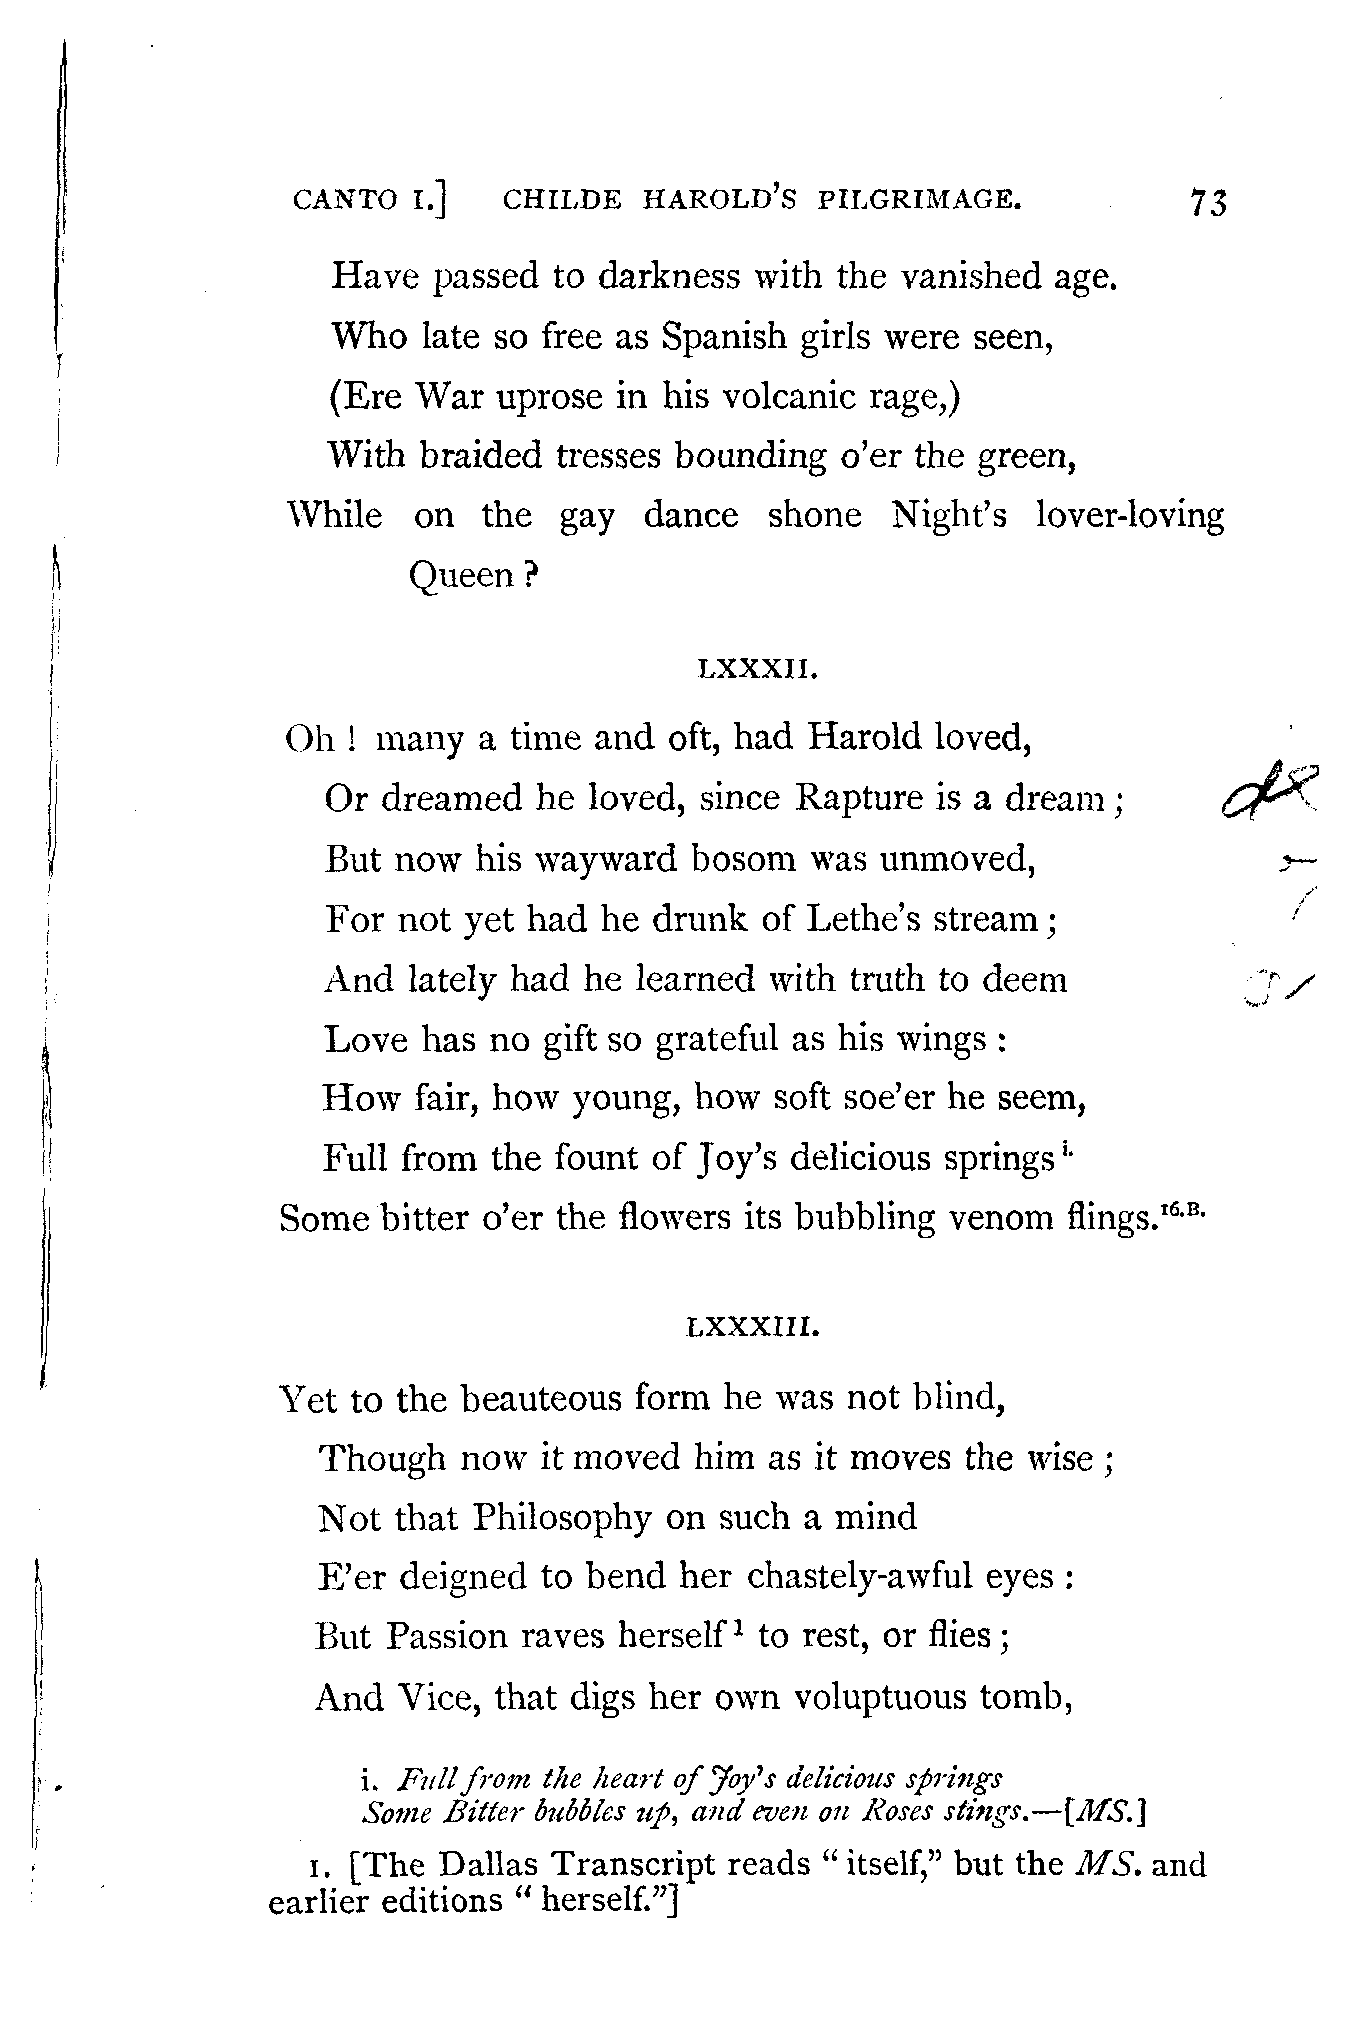 CANTO I.] CHILDE HAROLD'S PILGRIMAGE. 73
Have passed to darkness with the vanished age.
Who late so free as Spanish girls were seen,
(Ere War uprose in his volcanic rage,)
With braided tresses bounding o'er the green,
While on the gay dance shone Night's lover-loving
Queen?
LXXXII.
Oh! many a time and oft, had Harold loved,
Or dreamed he loved, since Rapture is a dream;
But now his wayward bosom was unmoved,
For not yet had he drunk of Lethe's stream;
And lately had he learned with truth to deem
Love has no gift so grateful as his wings:
How fair, how young, how soft soe'er he seem,
Full from the fount of Joy's delicious springs i.
Some bitter o'er the flowers its bubbling venom flings.16.B.
LXXXIII.
Yet to the beauteous form he was not blind,
Though now it moved him as it moves the wise;
Not that Philosophy on such a mind
E'er deigned to bend her chastely-awful eyes:
But Passion raves herself1 to rest, or flies;
And Vice, that digs her own voluptuous tomb,
i. Full from the heart of Joy's delicious springs
Some Bitter bubbles up, and even on Roses stings.—[MS.]
1. [The Dallas Transcript reads "itself," but the MS. and
earlier editions "herself."]